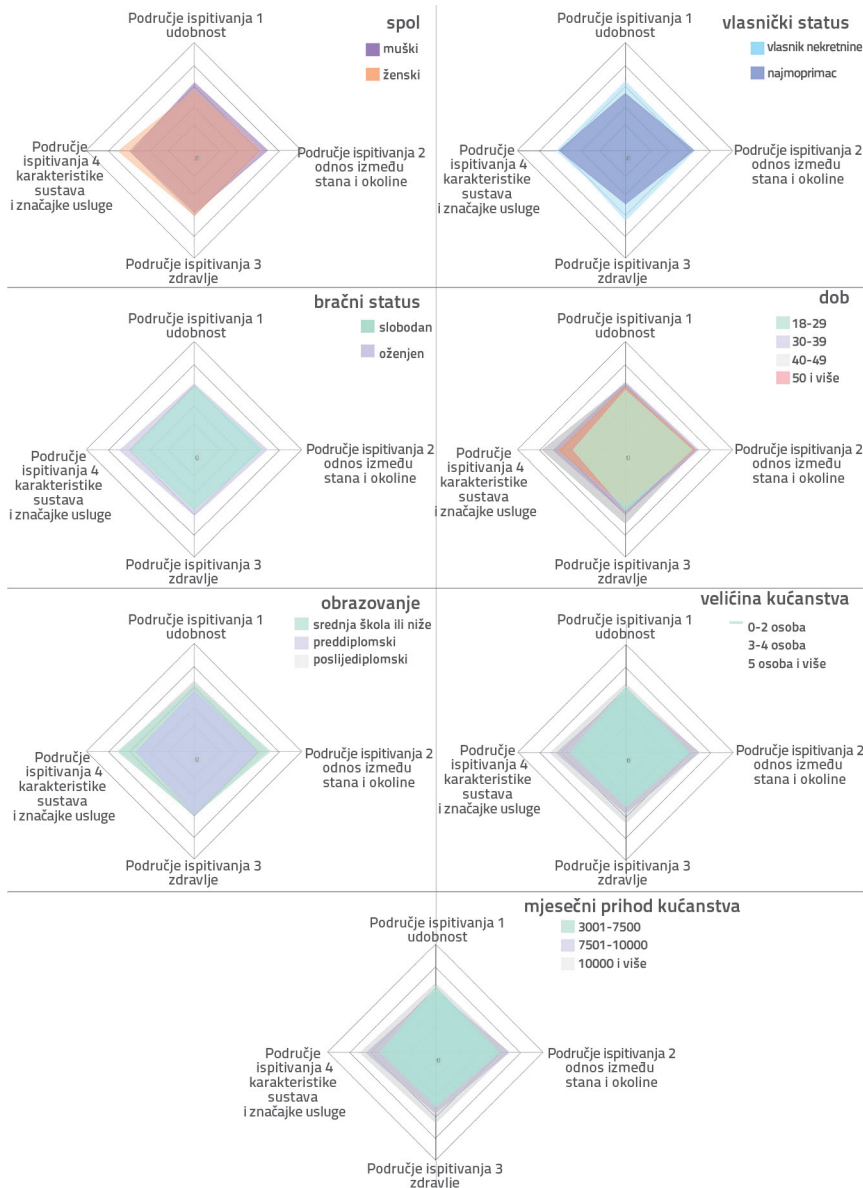 Područje ispitivanja 1
udobnost
spol
muški
ženski
Područje
ispitivanja 4
karakteristike
sustava
i značajke usluge
0
Područje ispitivanja 2
odnos između
stana i okoline
Područje ispitivanja 3
zdravlje
Područje ispitivanja 1
udobnost
vlasnički status
vlasnik nekretnine
najmoprimac
Područje
ispitivanja 4
karakteristike
sustava
i značajke usluge
0
Područje ispitivanja 2
odnos između
stana i okoline
Područje ispitivanja 3
zdravlje
bračni status
Područje ispitivanja 1
udobnost
slobodan
oženjen
Područje
ispitivanja 4
karakteristike
sustava
i značajke usluge
0
Područje ispitivanja 2
odnos između
stana i okoline
Područje ispitivanja 3
zdravlje
dob
Područje ispitivanja 1
udobnost
18-29
30-39
40-49
50 i više
Područje
ispitivanja 4
karakteristike
sustava
i značajke usluge
0
Područje ispitivanja 2
odnos između
stana i okoline
Područje ispitivanja 3
zdravlje
obrazovanje
Područje ispitivanja 1
udobnost
srednja škola ili niže
preddiplomski
poslijediplomski
Područje
ispitivanja 4
karakteristike
sustava
i značajke usluge
0
Područje ispitivanja 2
odnos između
stana i okoline
Područje ispitivanja 3
zdravlje
velićina kućanstva
Područje ispitivanja 1
udobnost
0-2 osoba
3-4 osoba
5 osoba i više
Područje
ispitivanja 4
karakteristike
sustava
i značajke usluge
0
Područje ispitivanja 2
odnos između
stana i okoline
Područje ispitivanja 3
zdravlje
mjesečni prihod kućanstva
Područje ispitivanja 1
udobnost
3001-7500
7501-10000
10000 i više
Područje
ispitivanja 4
karakteristike
sustava
i značajke usluge
0
Područje ispitivanja 2
odnos između
stana i okoline
Područje ispitivanja 3
zdravlje